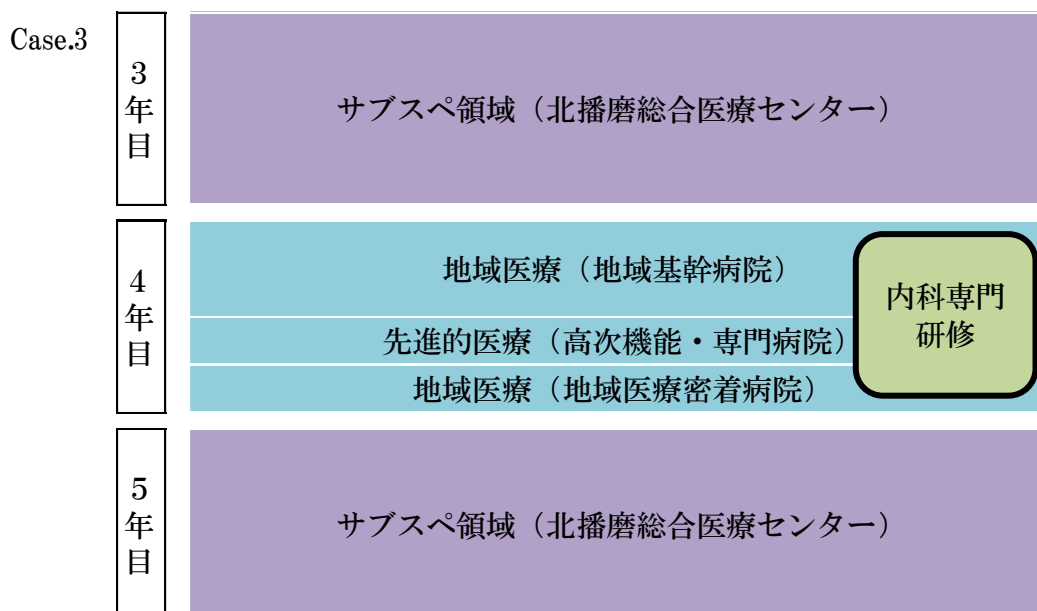 Case.3
3
年
目
サブスペ領域（北播磨総合医療センター）
4
年
目
地域医療（地域基幹病院）
先進的医療（高次機能・専門病院）
地域医療（地域医療密着病院）
内科専門
研修
5
年
目
サブスペ領域（北播磨総合医療センター）